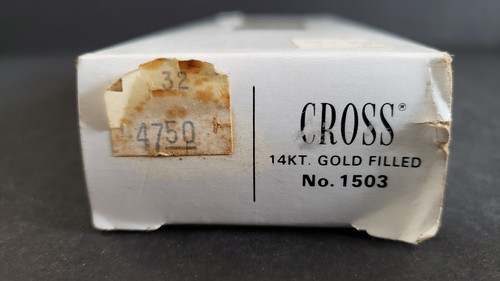 32
4750
CROSS®
14KT. GOLD FILLED
No. 1503